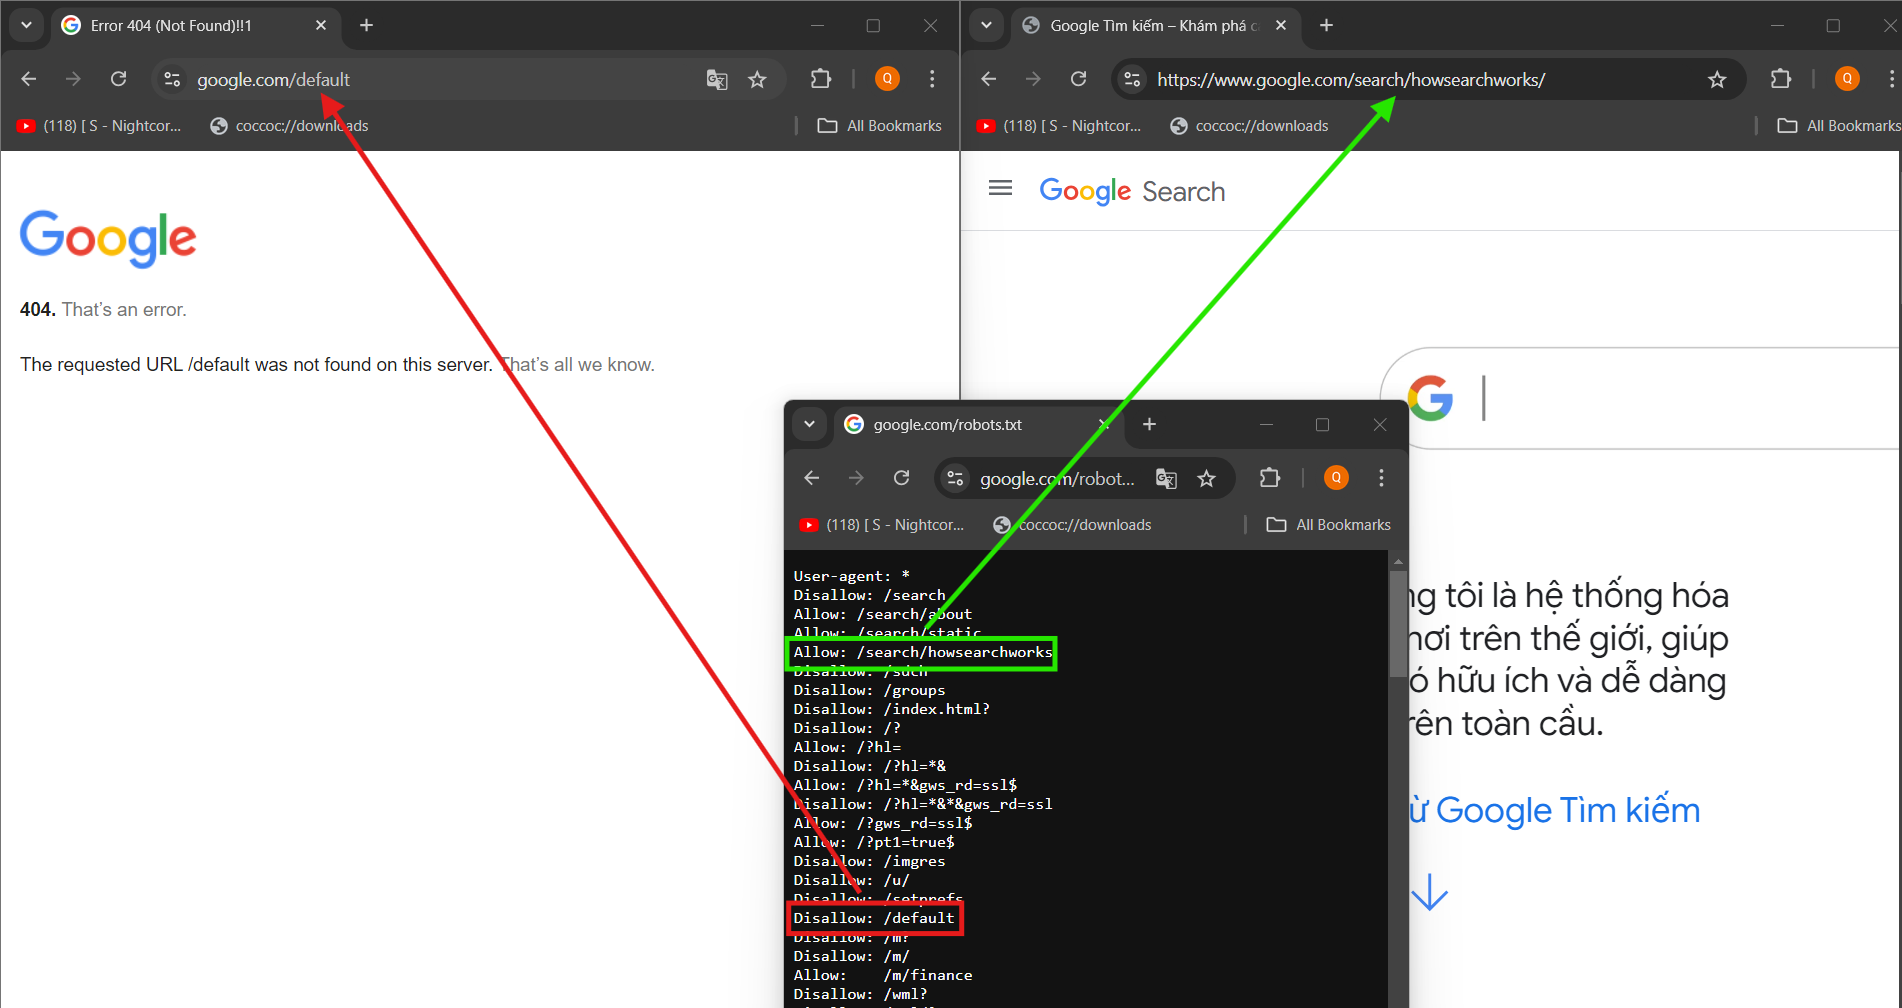 Error 404 (Not Found)!!1
google.com/default
(118) [ S - Nightcor...
coccoc://downloads
All Bookmarks
Google
404. That's an error.
The requested URL /default was not found on this server. That's all we know.
Google Tìm kiếm – Khám phá c
https://www.google.com/search/howsearchworks/
(118) [ S - Nightcor...
coccoc://downloads
All Bookmarks
Google Search
ng tôi là hệ thống hóa
nơi trên thế giới, giúp
ó hữu ích và dễ dàng
rên toàn cầu.
ừ Google Tìm kiếm
google.com/robots.txt
google.com/robot...
(118) [ S - Nightcor...
coccoc://downloads
All Bookmarks
User-agent: *
Disallow: /search
Allow: /search/about
Allow: /search/static
Allow: /search/howsearchworks
Disallow: /sdch
Disallow: /groups
Disallow: /index.html?
Disallow: /?
Allow: /?hl=
Disallow: /?hl=*&
Allow: /?hl=*&gws_rd=ssl$
Disallow: /?hl=*&*&gws_rd=ssl
Allow: /?gws_rd=ssl$
Allow: /?pt1=true$
Disallow: /imgres
Disallow: /u/
Disallow: /setprefs
Disallow: /default
Disallow: /m?
Disallow: /m/
Allow:    /m/finance
Disallow: /wml?